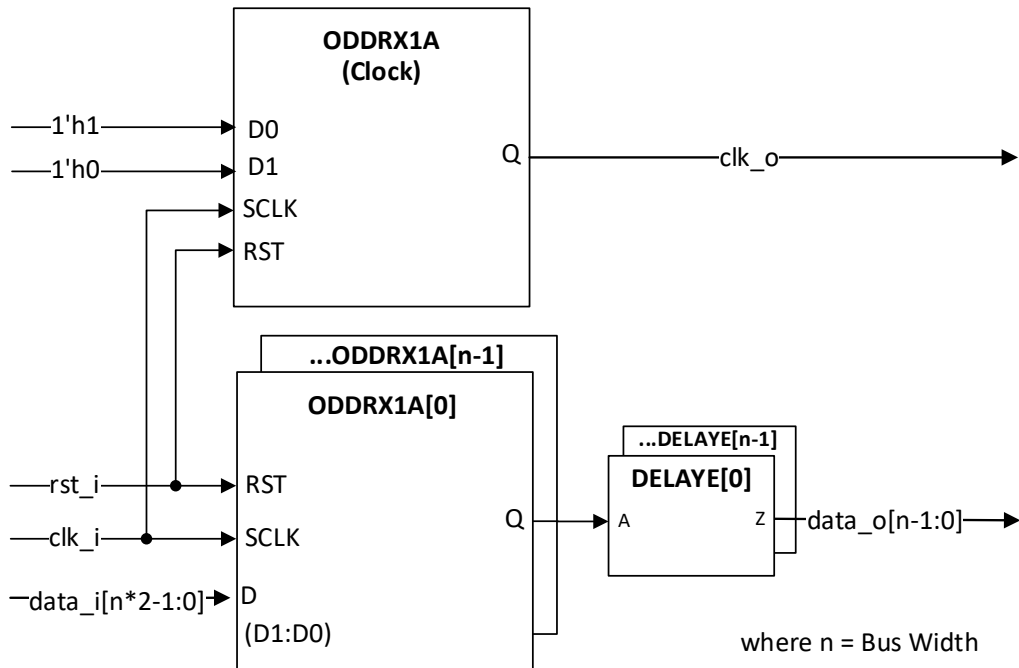 ODDRX1A
(Clock)
1'h1
D0
1'h0
D1
Q
clk_o
SCLK
RST
...ODDRX1A[n-1]
ODDRX1A[0]
...DELAYE[n-1]
DELAYE[0]
rst_i
RST
clk_i
SCLK
Q
A
Z
data_o[n-1:0]
data_i[n*2-1:0]
D
(D1:D0)
where n = Bus Width